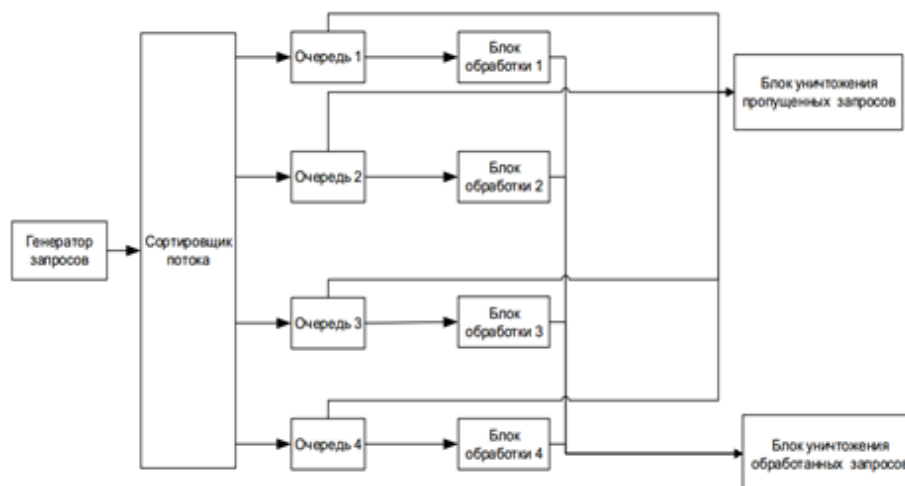 Очередь 1
Блок
обработки 1
Блок уничтожения
пропущенных запросов
Очередь 2
Блок
обработки 2
Генератор
запросов
Сортировщик
потока
Очередь 3
Блок
обработки 3
Очередь 4
Блок
обработки 4
Блок уничтожения
обработанных запросов